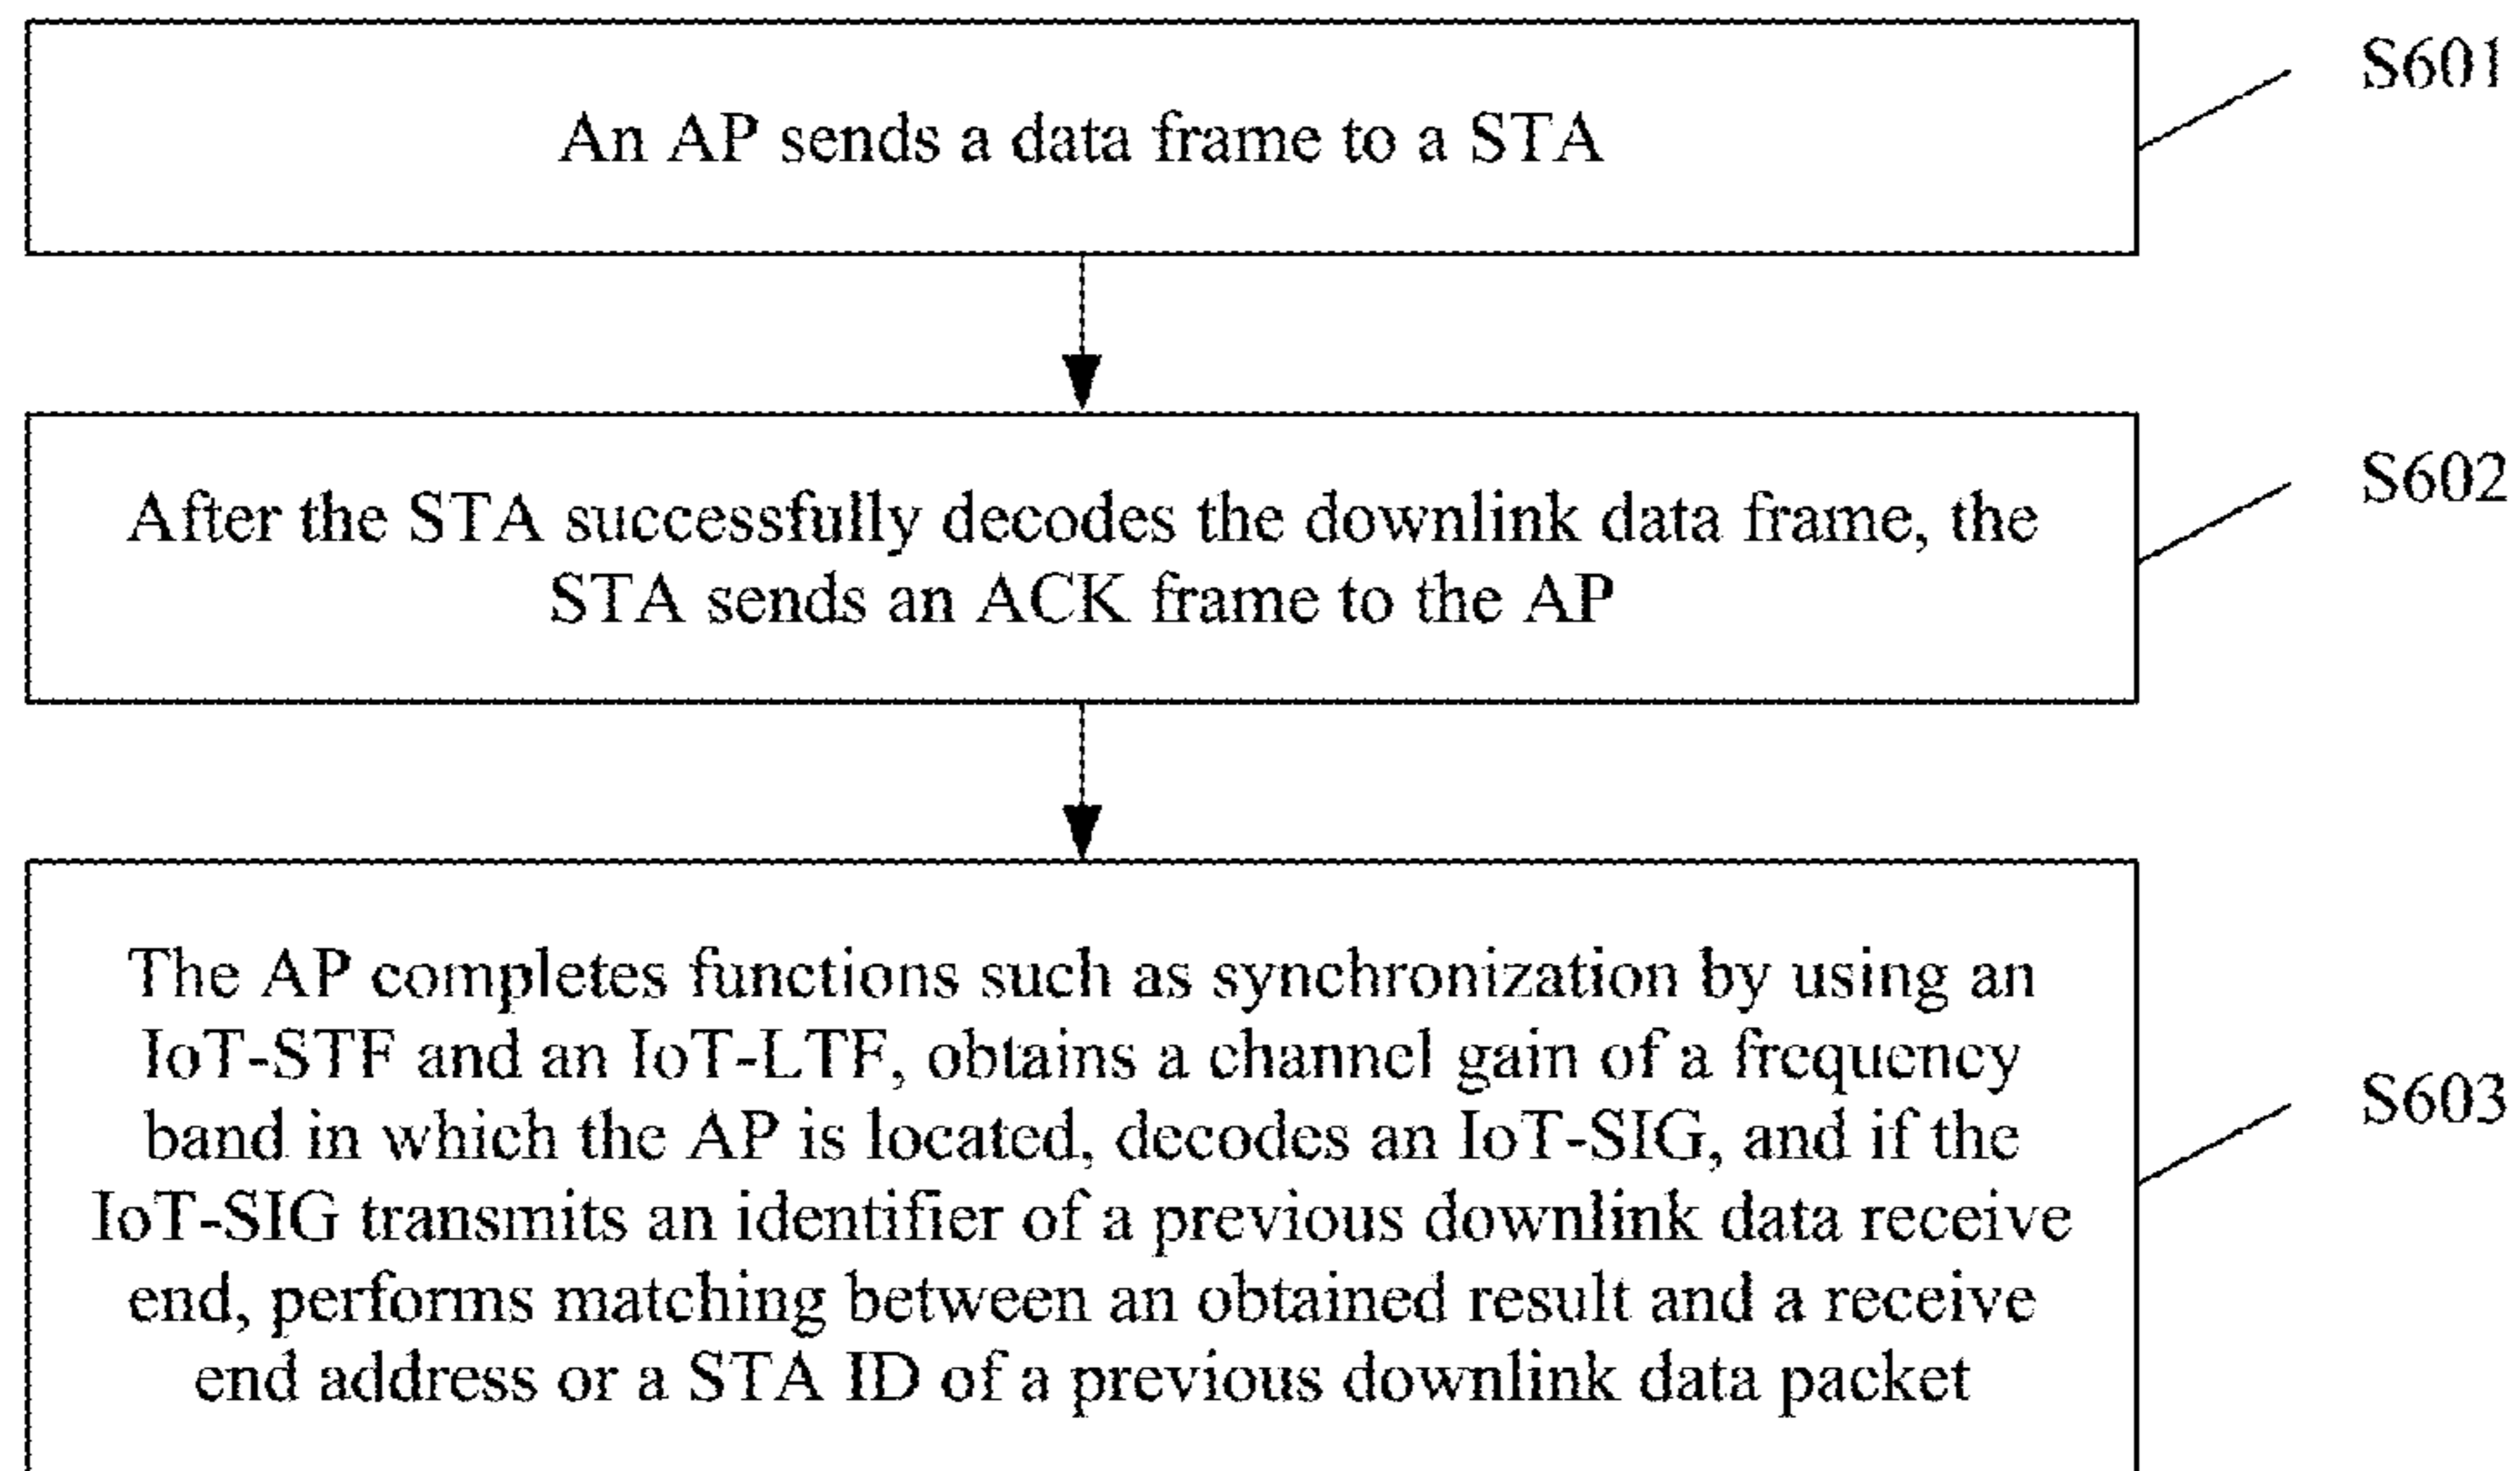 S601
An AP sends a data frame to a STA
S602
After the STA successfully decodes the downlink data frame, the
STA sends an ACK frame to the AP
The AP completes functions such as synchronization by using an
IoT-STF and an IoT-LTF, obtains a channel gain of a frequency
band in which the AP is located, decodes an IoT-SIG, and if the
S603
IoT-SIG transmits an identifier of a previous downlink data receive
end, performs matching between an obtained result and a receive
end address or a STA ID of a previous downlink data packet